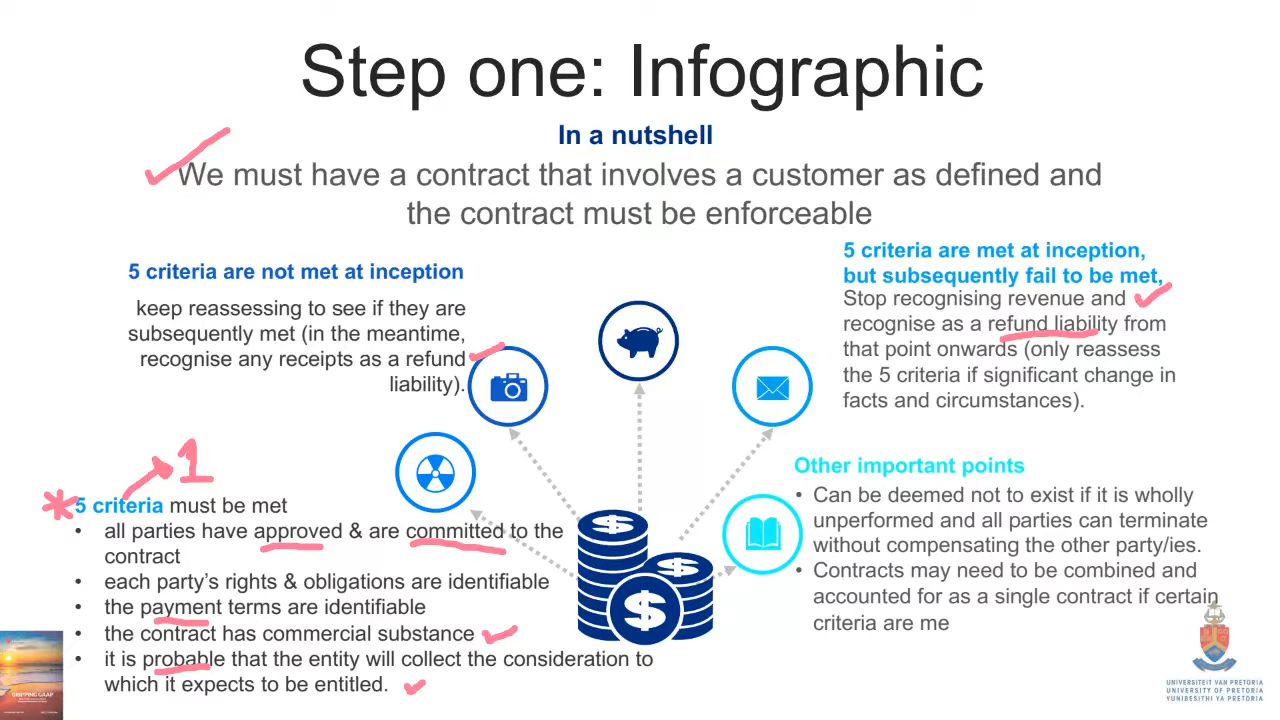 Step one: Infographic
In a nutshell
We must have a contract that involves a customer as defined and
the contract must be enforceable
5 criteria are not met at inception
keep reassessing to see if they are
subsequently met (in the meantime,
recognise any receipts as a refund
liability).
5 criteria are met at inception,
but subsequently fail to be met,
Stop recognising revenue and
recognise as a refund liability from
that point onwards (only reassess
the 5 criteria if significant change in
facts and circumstances).
1
5 criteria must be met
• all parties have approved & are committed to the
contract
• each party's rights & obligations are identifiable
• the payment terms are identifiable
• the contract has commercial substance
• it is probable that the entity will collect the consideration to
which it expects to be entitled.
Other important points
• Can be deemed not to exist if it is wholly
unperformed and all parties can terminate
without compensating the other party/ies.
• Contracts may need to be combined and
accounted for as a single contract if certain
criteria are me
GRIPPING GAAP
UNIVERSITEIT VAN PRETORIA
UNIVERSITY OF PRETORIA
YUNIBESITHI YA PRETORIA